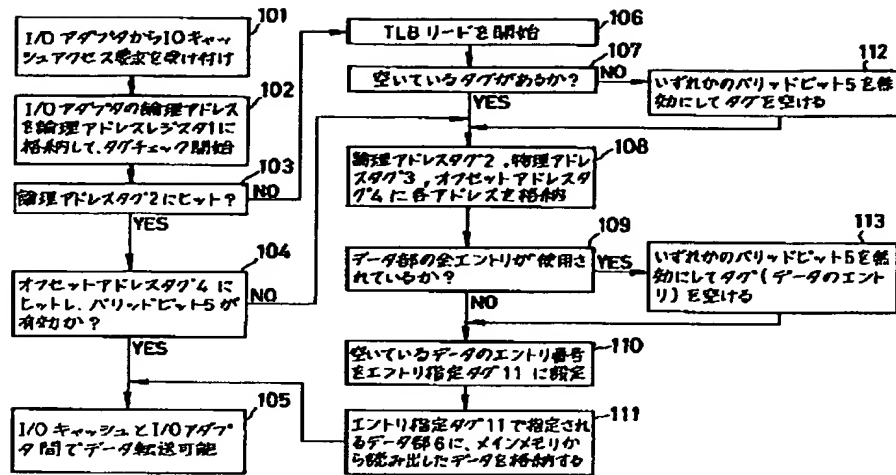 101
I/OアダプタからIOキャッ
シュアクセス要求を受け付け
102
I/Oアダプタの論理アドレス
を論理アドレスレジスタ1に
格納して、タグチェック開始
103
論理アドレスタグ2にヒット?
NO
YES
104
オフセットアドレスタグ4に
ヒットし、バリッドビット5が
有効か?
NO
YES
105
I/OキャッシュとI/Oアダプ
タ間でデータ転送可能
106
TLBリードを開始
107
空いているタグがあるか?
NO
YES
112
いずれかのバリッドビット5を無
効にしてタグを空ける
108
論理アドレスタグ2,物理アドレ
スタグ3,オフセットアドレスタ
グ4に各アドレスを格納
109
データ部の全エントリが使用さ
れているか?
YES
NO
113
いずれかのバリッドビット5を無
効にしてタグ(データのエント
リ)を空ける
110
空いているデータのエントリ番号
をエントリ指定タグ11に設定
111
エントリ指定タグ11で指定され
るデータ部6に、メインメモリか
ら読み出したデータを格納する